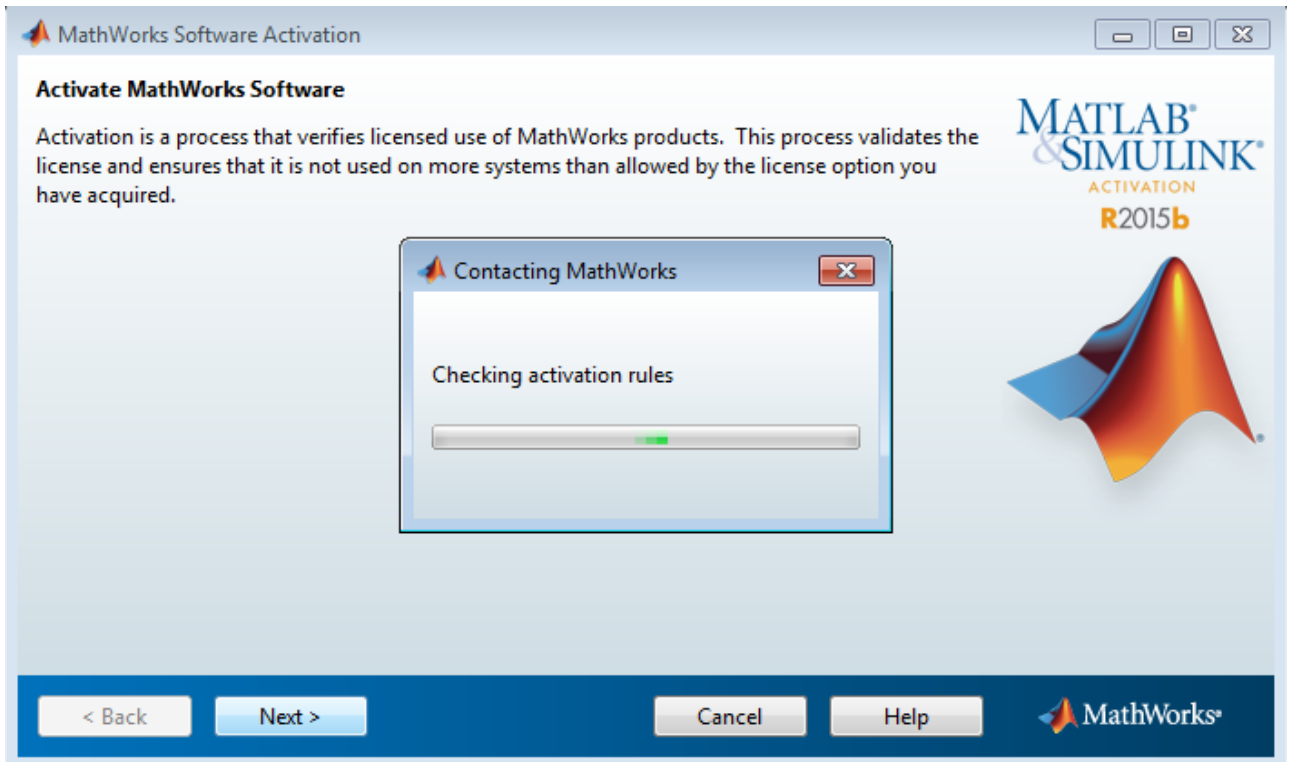 MathWorks Software Activation
Activate MathWorks Software
Activation is a process that verifies licensed use of MathWorks products.  This process validates the
license and ensures that it is not used on more systems than allowed by the license option you
have acquired.
MATLAB®
&SIMULINK®
ACTIVATION
R2015b
Contacting MathWorks
Checking activation rules
< Back
Next >
Cancel
Help
MathWorks®